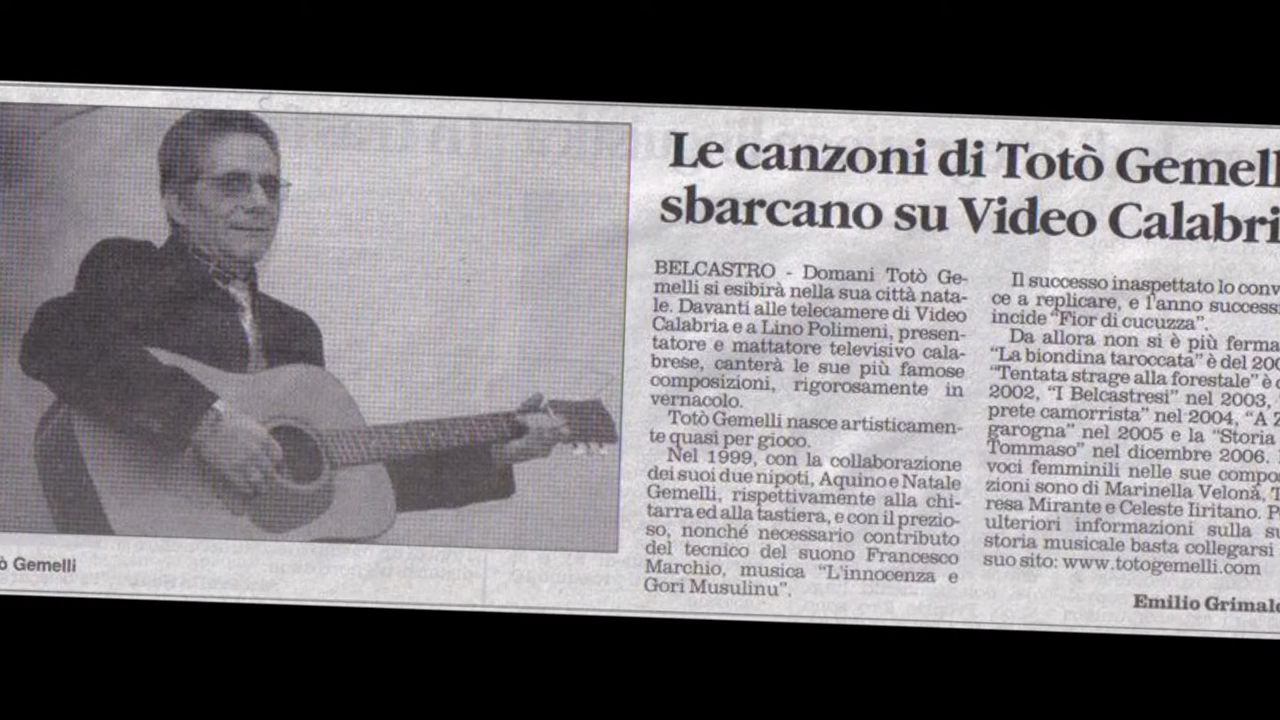 Le canzoni di Totò Gemell
sbarcano su Video Calabri
BELCASTRO - Domani Totò Ge-
melli si esibirà nella sua città nata-
le. Davanti alle telecamere di Video
Calabria e a Lino Polimeni, presen-
tatore e mattatore televisivo cala-
brese, canterà le sue più famose
composizioni, rigorosamente in
vernacolo.
Totò Gemelli nasce artisticamen-
te quasi per gioco.
Nel 1999, con la collaborazione
dei suoi due nipoti, Aquino e Natale
Gemelli, rispettivamente alla chi-
tarra ed alla tastiera, e con il prezio-
so, nonché necessario contributo
del tecnico del suono Francesco
Marchio, musica "L'innocenza e
Gori Musulinu".
Il successo inaspettato lo conv
ce a replicare, e l'anno success
incide "Fior di cucuzza".
Da allora non si è più ferma
"La biondina taroccata" è del 200
"Tentata strage alla forestale" è
2002, "I Belcastresi" nel 2003,
prete camorrista" nel 2004, "A
garogna" nel 2005 e la "Storia
Tommaso" nel dicembre 2006.
voci femminili nelle sue compo
zioni sono di Marinella Velonà, T
resa Mirante e Celeste Iiritano. P
ulteriori informazioni sulla su
storia musicale basta collegarsi
suo sito: www.totogemelli.com
Emilio Grimald
ò Gemelli